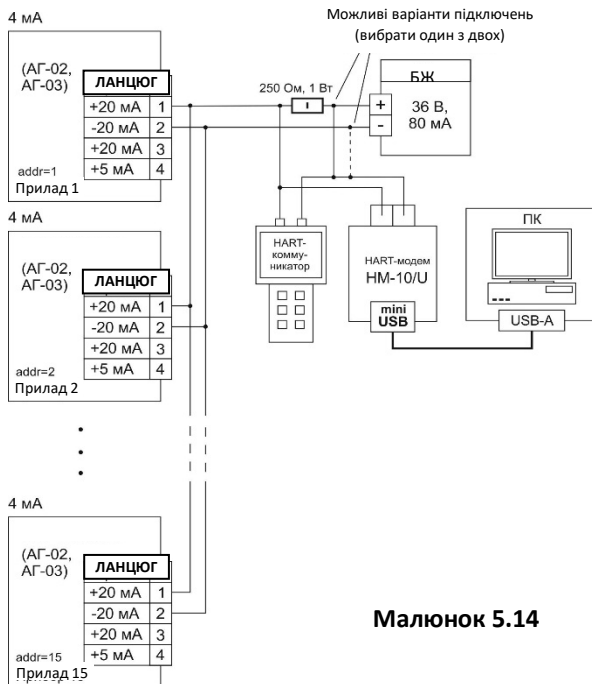 4 мА
(АГ-02,
АГ-03)
ЛАНЦЮГ
+20 мА 1
-20 мА 2
+20 мА 3
+5 мА 4
addr=1
Прилад 1
Можливі варіанти підключень
(вибрати один з двох)
250 Ом, 1 Вт
БЖ
+
-
36 В,
80 мА
4 мА
(АГ-02,
АГ-03)
ЛАНЦЮГ
+20 мА 1
-20 мА 2
+20 мА 3
+5 мА 4
addr=2
Прилад 2
HART-
комму-
никатор
HART-модем
HM-10/U
mini
USB
ПК
USB-A
4 мА
(АГ-02,
АГ-03)
ЛАНЦЮГ
+20 мА 1
-20 мА 2
+20 мА 3
+5 мА 4
addr=15
Прилад 15
Малюнок 5.14